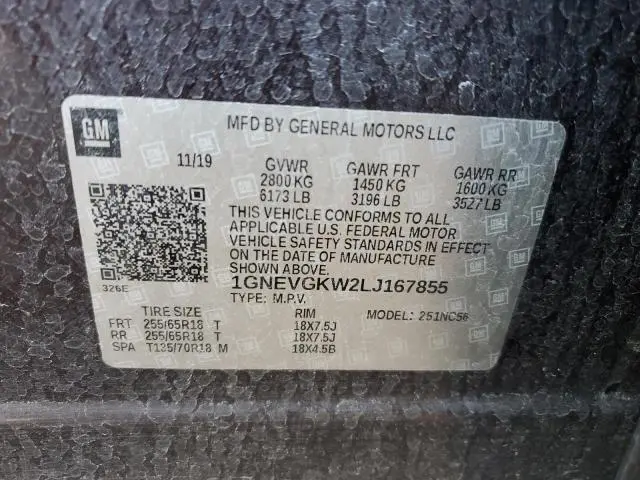 GM
MFD BY GENERAL MOTORS LLC
11/19 GVWR GAWR FRT GAWR RR
2800 KG 1450 KG 1600 KG
6173 LB 3196 LB 3527 LB
THIS VEHICLE CONFORMS TO ALL
APPLICABLE U.S. FEDERAL MOTOR
VEHICLE SAFETY STANDARDS IN EFFECT
ON THE DATE OF MANUFACTURE
326E
1GNEVGKW2LJ167855
TYPE: M.P.V.
TIRE SIZE RIM MODEL: 251NC56
FRT 255/65R18 T 18X7.5J
RR 255/65R18 T 18X7.5J
SPA T135/70R18 M 18X4.5B